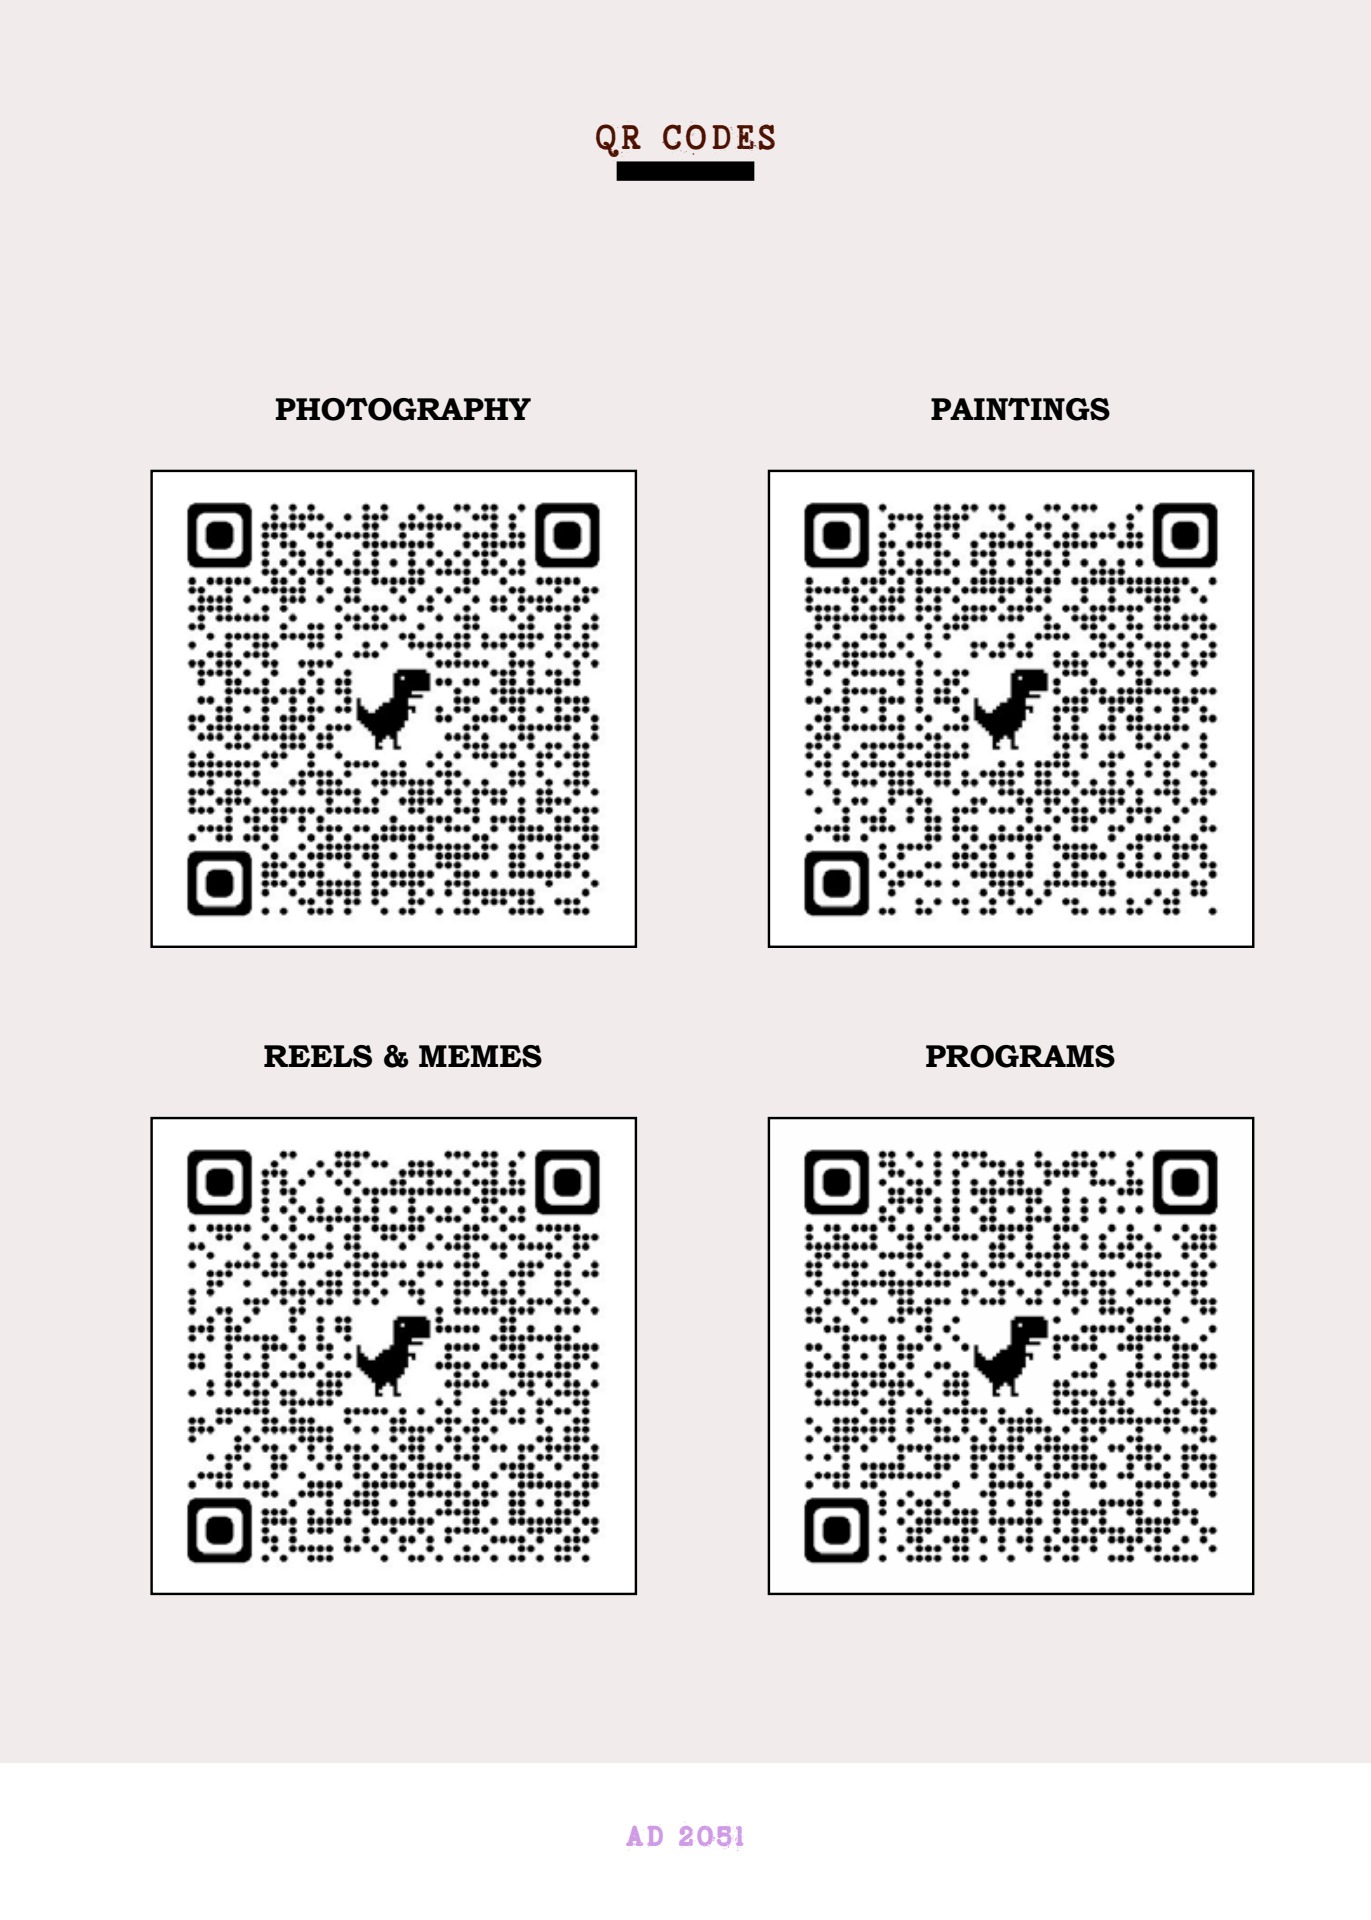 QR CODES
PHOTOGRAPHY
PAINTINGS
REELS & MEMES
PROGRAMS
AD 2051